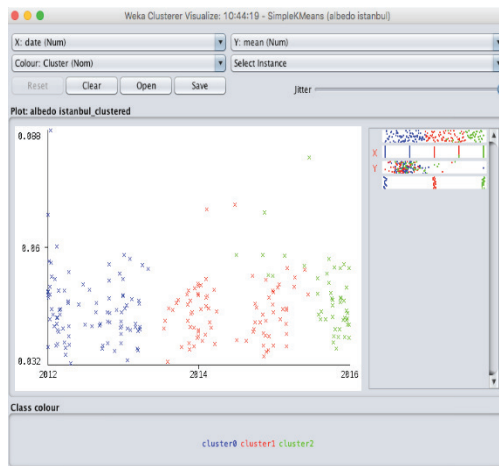 Weka Clusterer Visualize: 10:44:19 - SimpleKMeans (albedo istanbul)
X: date (Num) Y: mean (Num)
Colour: Cluster (Nom) Select Instance
Reset Clear Open Save Jitter
Plot: albedo istanbul_clustered
0.06
0.032
2012 2014 2016
X
Y
Class colour
cluster0 cluster1 cluster2